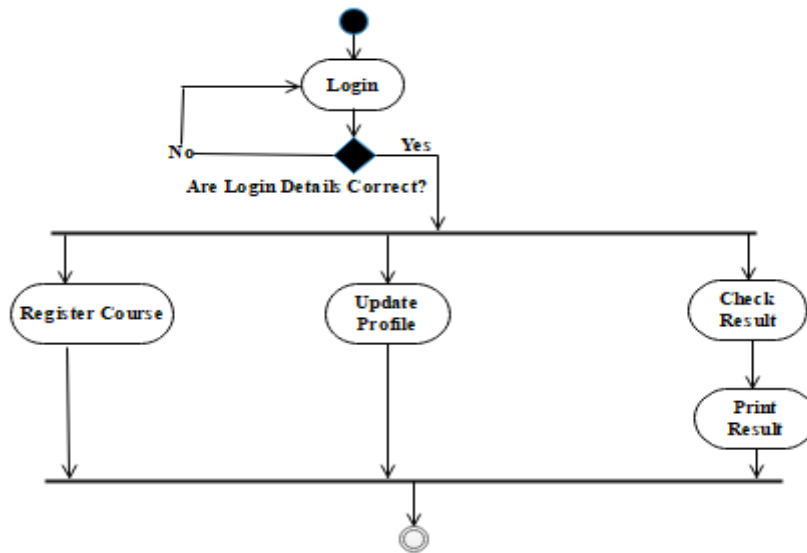 Login
Yes
No
Are Login Details Correct?
Register Course
Update
Profile
Check
Result
Print
Result